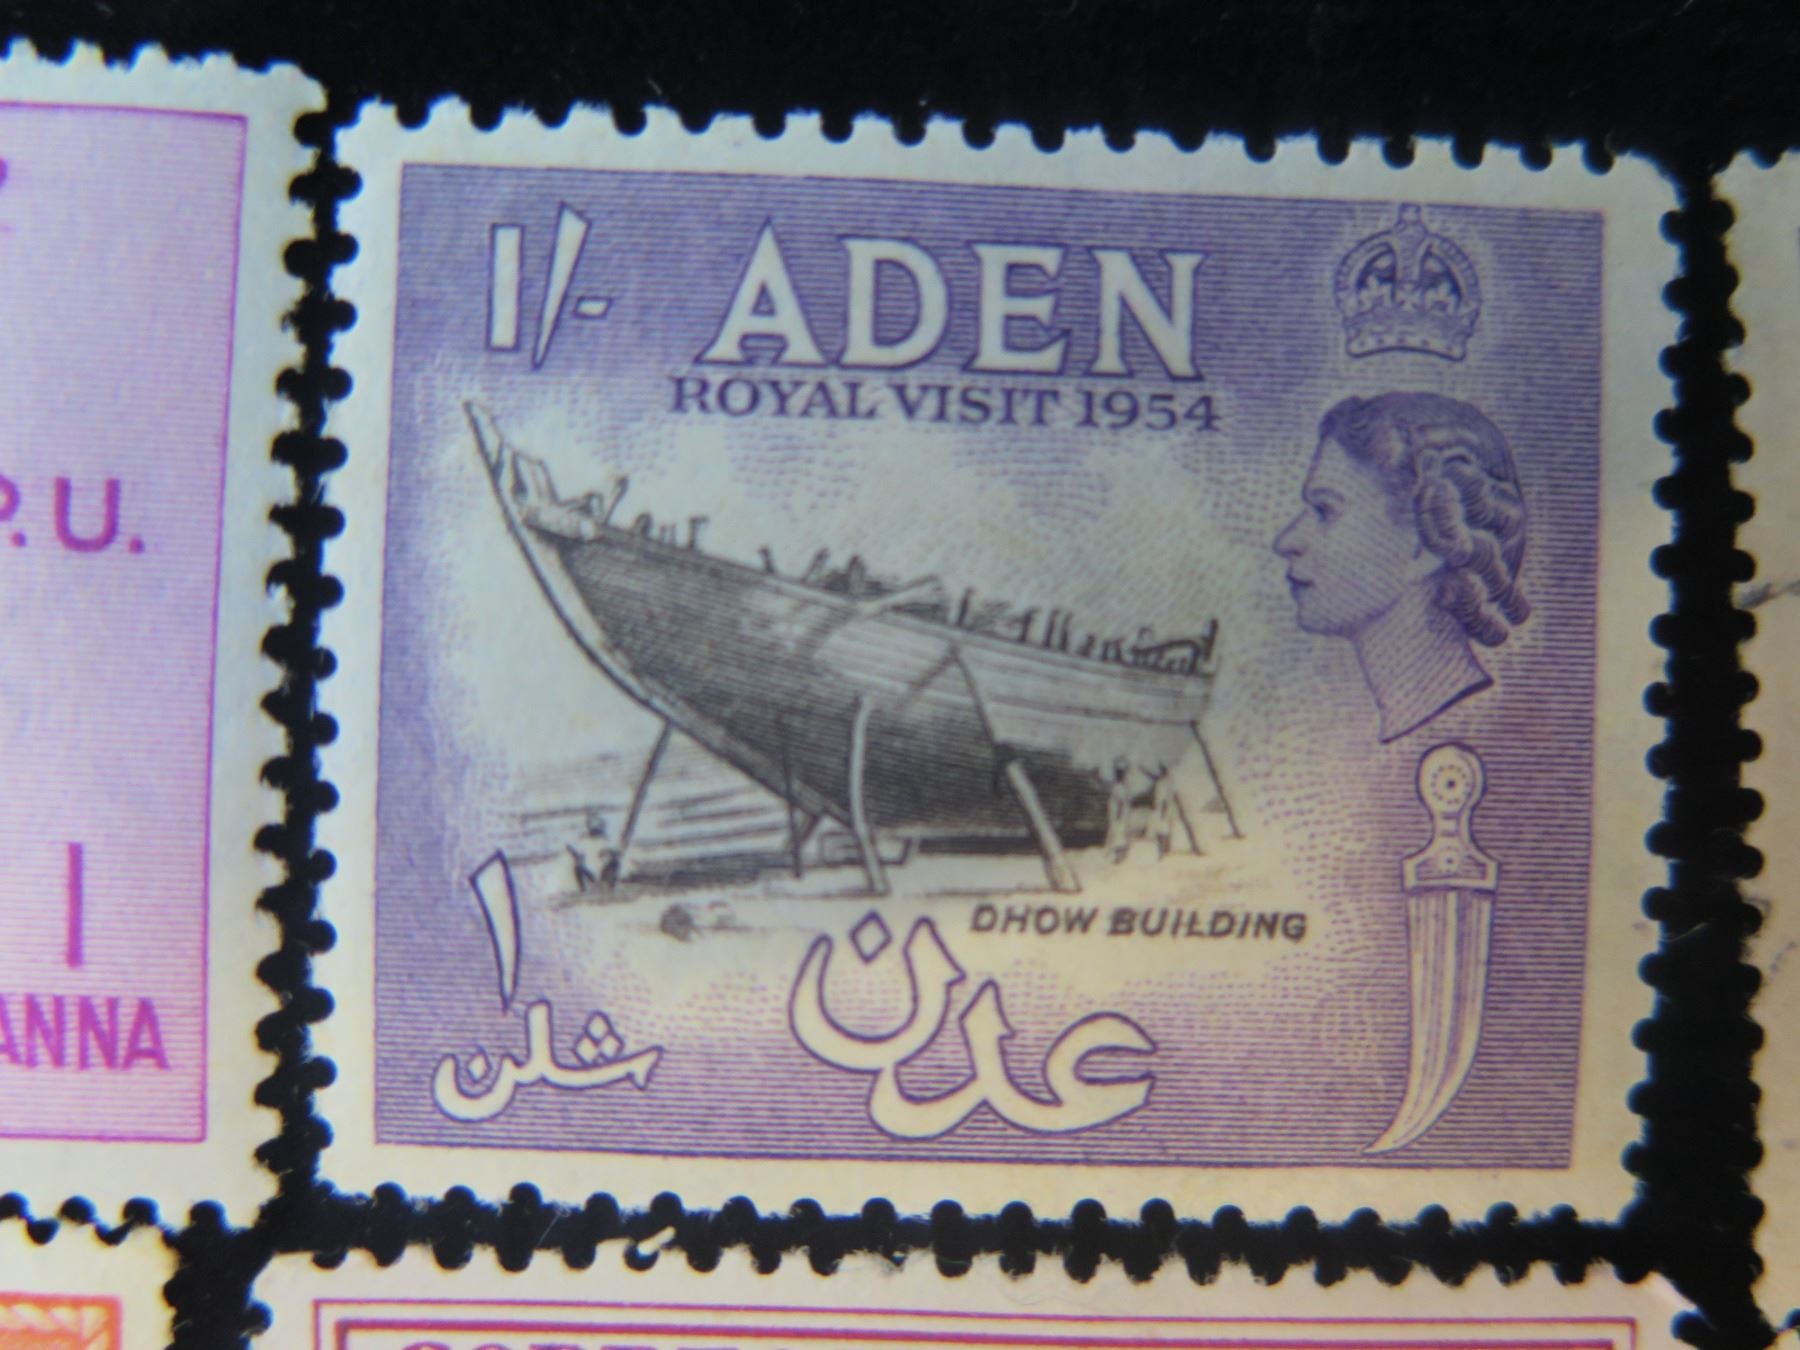 1/- ADEN
ROYAL VISIT 1954
DHOW BUILDING
١
شلن
عدن
P.U.
1
ANNA